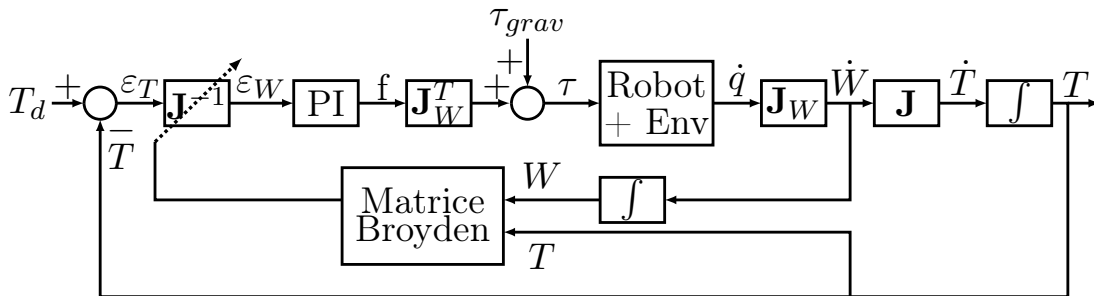 τ_grav
T_d + ε_T J⁻¹ ε_W PI f J_W^T + + τ Robot + Env q̇ J_W Ẇ J Ṫ ∫ T
− T
Matrice Broyden W ∫
T